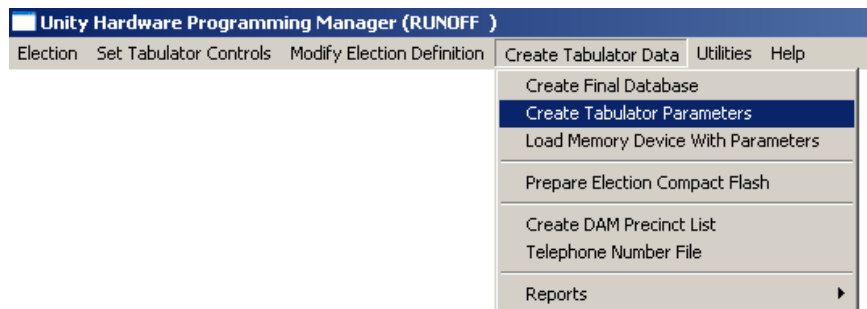 Unity Hardware Programming Manager (RUNOFF )
Election Set Tabulator Controls Modify Election Definition Create Tabulator Data Utilities Help
Create Final Database
Create Tabulator Parameters
Load Memory Device With Parameters
Prepare Election Compact Flash
Create DAM Precinct List
Telephone Number File
Reports